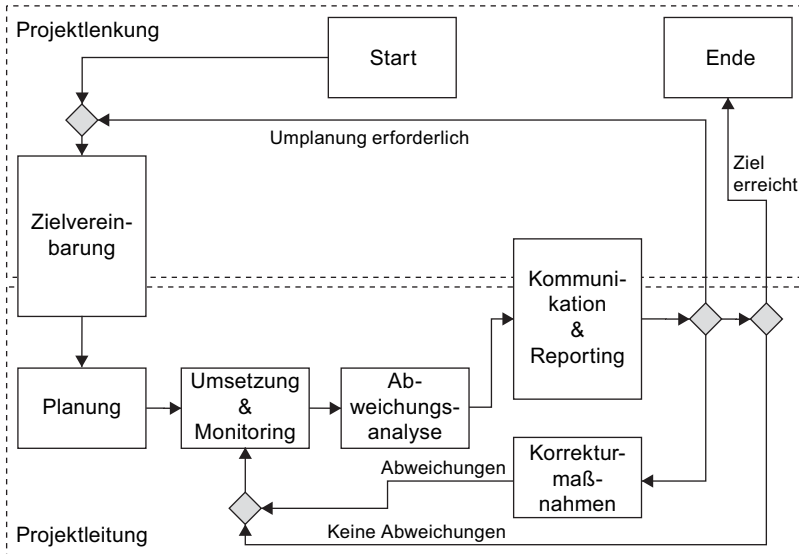 Projektlenkung
Start
Ende
Umplanung erforderlich
Ziel
erreicht
Zielverein-
barung
Kommuni-
kation
&
Reporting
Planung
Umsetzung
&
Monitoring
Ab-
weichungs-
analyse
Korrektur-
maß-
nahmen
Abweichungen
Keine Abweichungen
Projektleitung